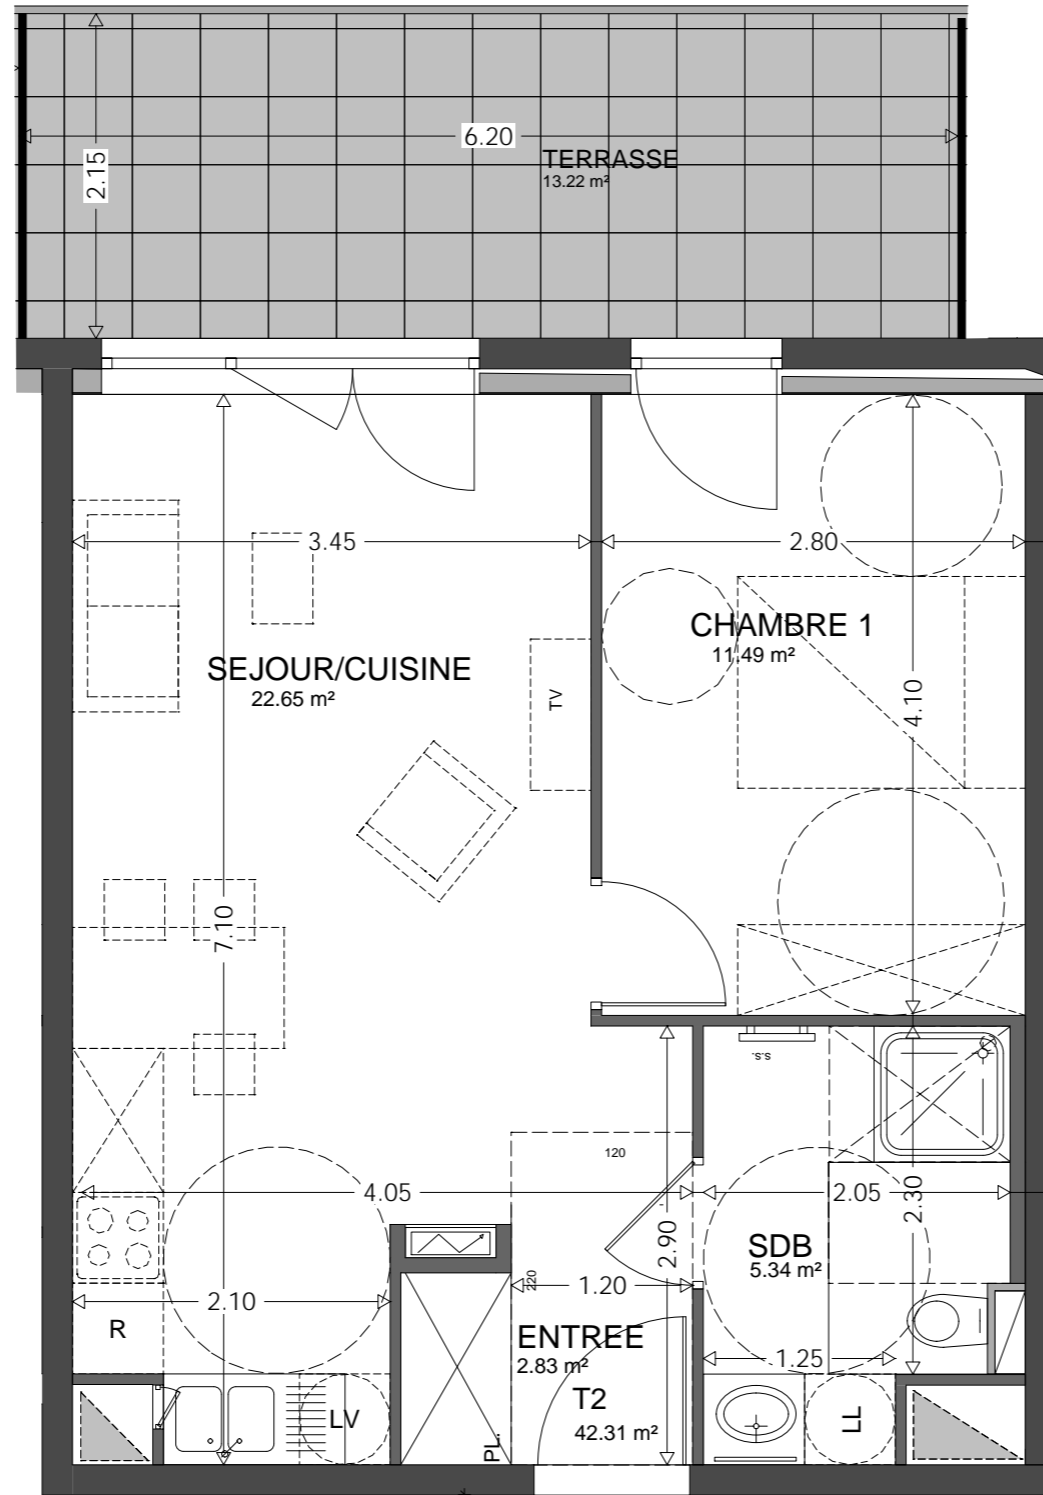 6.20
TERRASSE
13.22 m²
2.15
3.45
2.80
CHAMBRE 1
11.49 m²
SEJOUR/CUISINE
22.65 m²
TV
4.10
7.10
s.s.
120
4.05
2.05
2.30
2.90
SDB
5.34 m²
220
1.20
2.10
R
ENTREE
2.83 m²
1.25
T2
42.31 m²
LV
PL.
LL